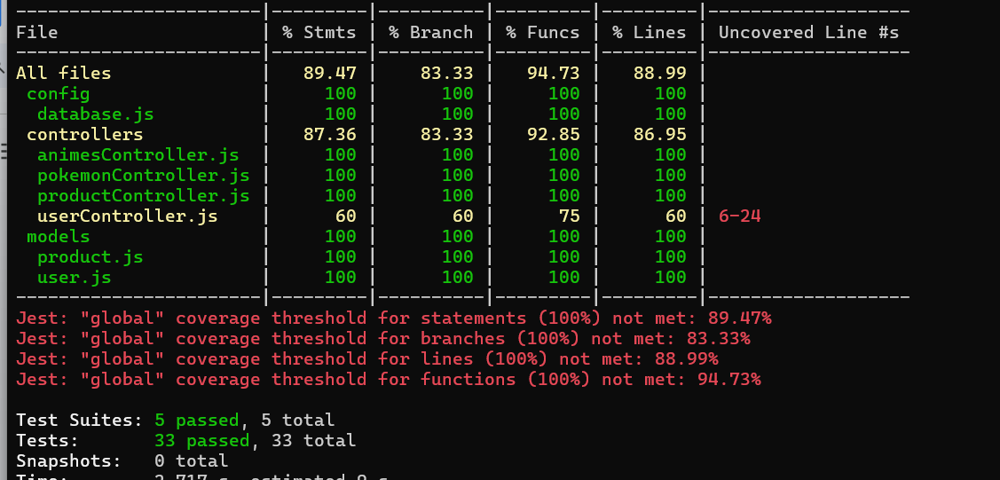 ----------------------|---------|----------|---------|---------|-------------------
File                  | % Stmts | % Branch | % Funcs | % Lines | Uncovered Line #s
----------------------|---------|----------|---------|---------|-------------------
All files             |   89.47 |    83.33 |   94.73 |   88.99 |
 config               |     100 |      100 |     100 |     100 |
  database.js         |     100 |      100 |     100 |     100 |
 controllers          |   87.36 |    83.33 |   92.85 |   86.95 |
  animesController.js |     100 |      100 |     100 |     100 |
  pokemonController.js |     100 |      100 |     100 |     100 |
  productController.js |     100 |      100 |     100 |     100 |
  userController.js   |      60 |       60 |      75 |      60 | 6-24
 models               |     100 |      100 |     100 |     100 |
  product.js          |     100 |      100 |     100 |     100 |
  user.js             |     100 |      100 |     100 |     100 |
----------------------|---------|----------|---------|---------|-------------------
Jest: "global" coverage threshold for statements (100%) not met: 89.47%
Jest: "global" coverage threshold for branches (100%) not met: 83.33%
Jest: "global" coverage threshold for lines (100%) not met: 88.99%
Jest: "global" coverage threshold for functions (100%) not met: 94.73%
Test Suites: 5 passed, 5 total
Tests:       33 passed, 33 total
Snapshots:   0 total
Time:        2.717 s, estimated